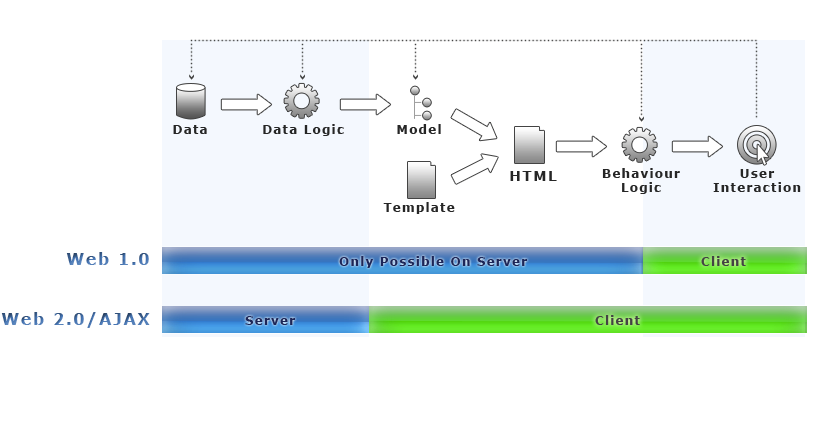 Data
Data Logic
Model
Template
HTML
Behaviour
Logic
User
Interaction
Web 1.0
Only Possible On Server
Client
Web 2.0/AJAX
Server
Client